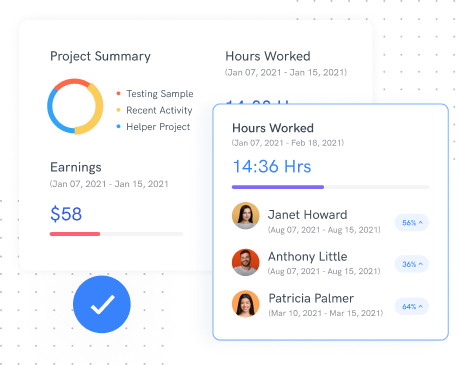 Project Summary
Testing Sample
Recent Activity
Helper Project
Earnings
(Jan 07, 2021 - Jan 15, 2021
$58
Hours Worked
(Jan 07, 2021 - Jan 15, 2021)
Hours Worked
(Jan 07, 2021 - Feb 18, 2021)
14:36 Hrs
Janet Howard
(Aug 07, 2021 - Aug 15, 2021)
56%
Anthony Little
(Aug 07, 2021 - Aug 15, 2021)
36%
Patricia Palmer
(Mar 10, 2021 - Mar 15, 2021)
64%